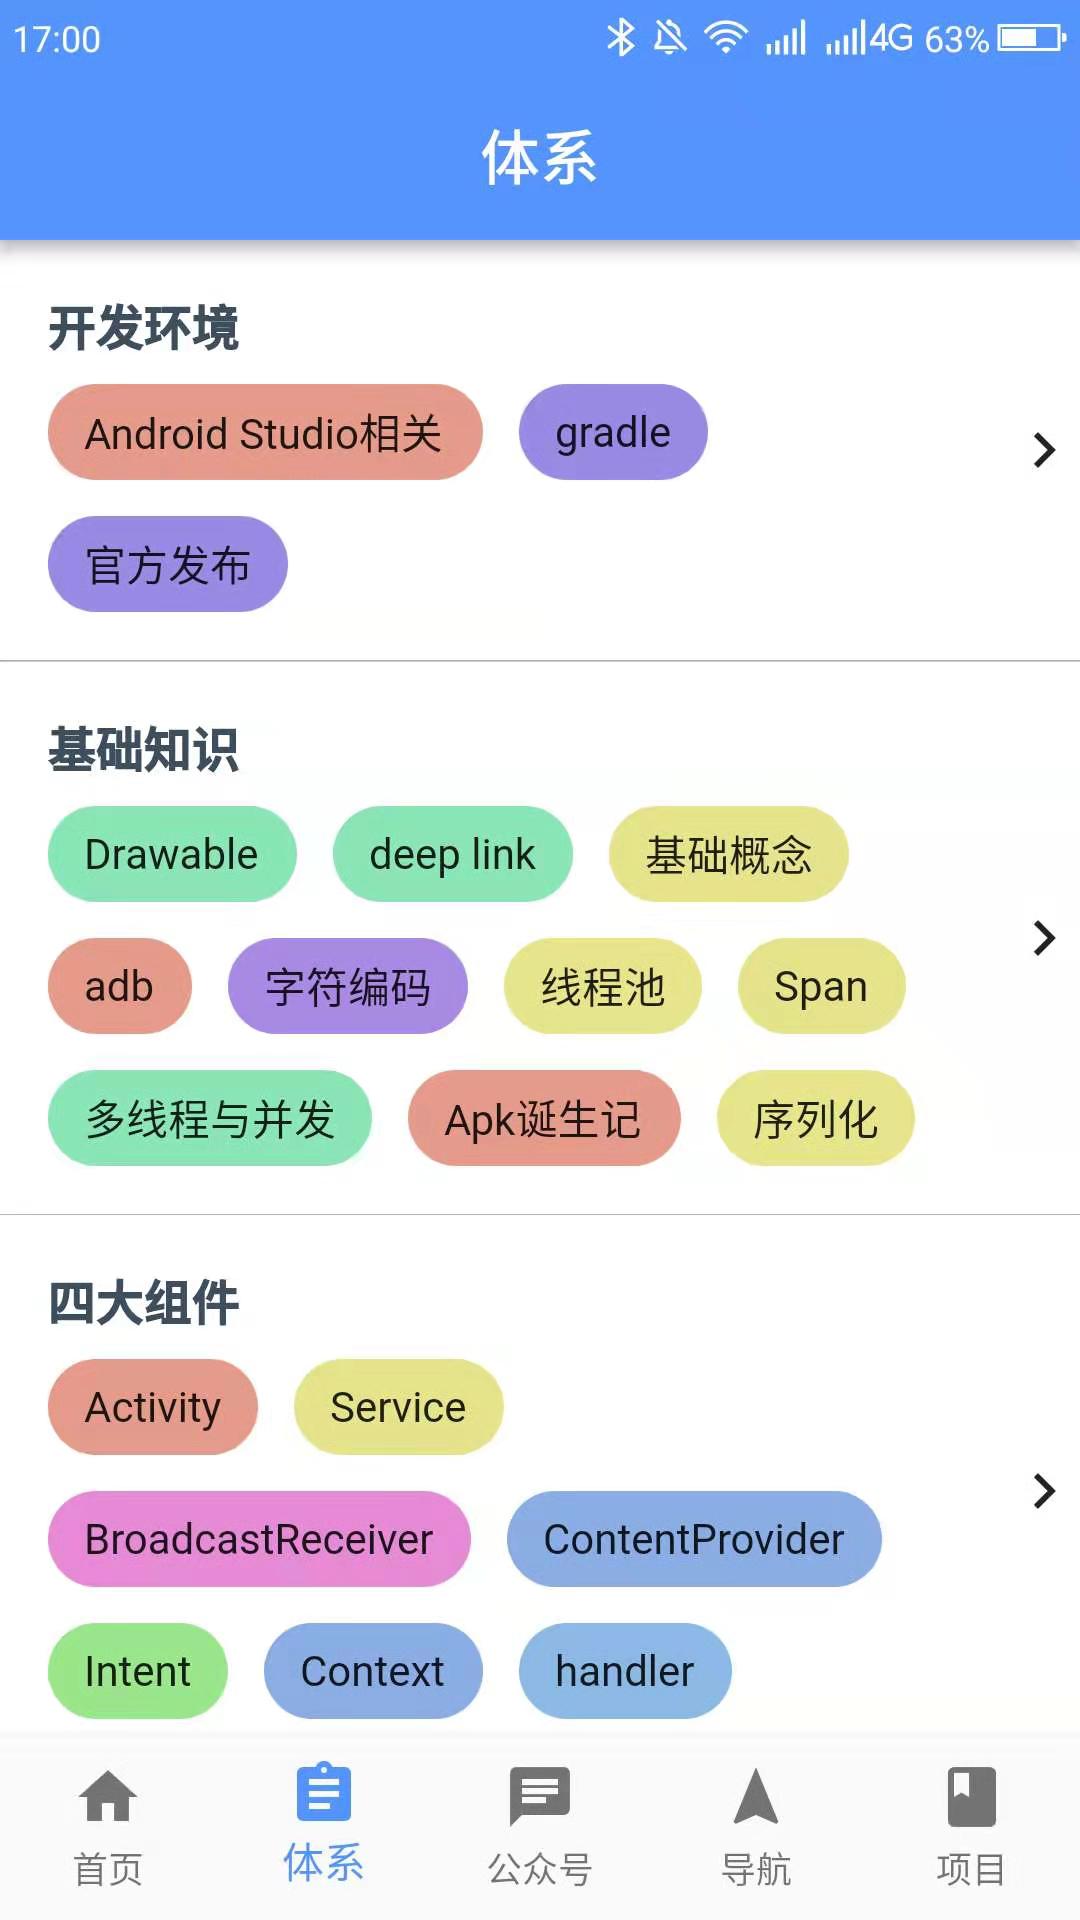 17:00 4G 63%
体系
开发环境
Android Studio相关 gradle
官方发布
基础知识
Drawable deep link 基础概念
adb 字符编码 线程池 Span
多线程与并发 Apk诞生记 序列化
四大组件
Activity Service
BroadcastReceiver ContentProvider
Intent Context handler
首页 体系 公众号 导航 项目